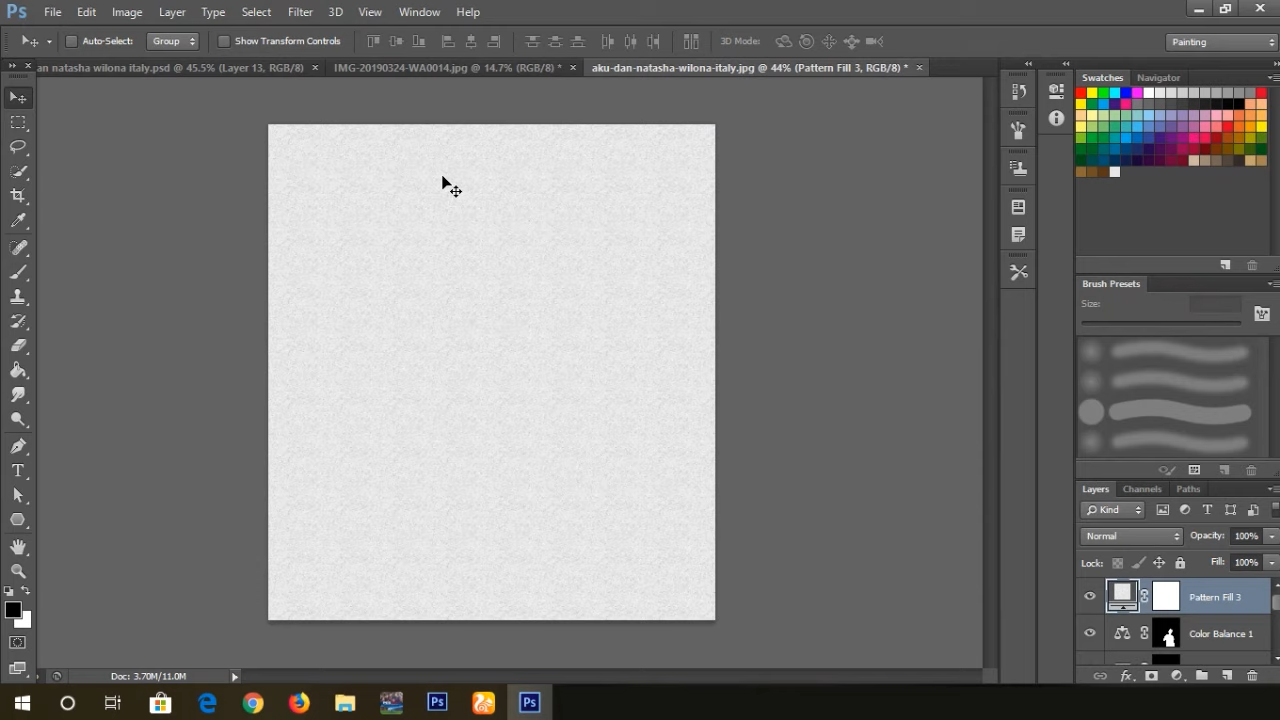 Ps File Edit Image Layer Type Select Filter 3D View Window Help
Auto-Select: Group Show Transform Controls 3D Mode: Painting
an natasha wilona italy.psd @ 45.5% (Layer 13, RGB/8) × IMG-20190324-WA0014.jpg @ 14.7% (RGB/8) * × aku-dan-natasha-wilona-italy.jpg @ 44% (Pattern Fill 3, RGB/8) * ×
Swatches Navigator
Brush Presets
Size:
Layers Channels Paths
Kind
Normal Opacity: 100%
Lock: Fill: 100%
Pattern Fill 3
Color Balance 1
Doc: 3.70M/11.0M
Ps Ps